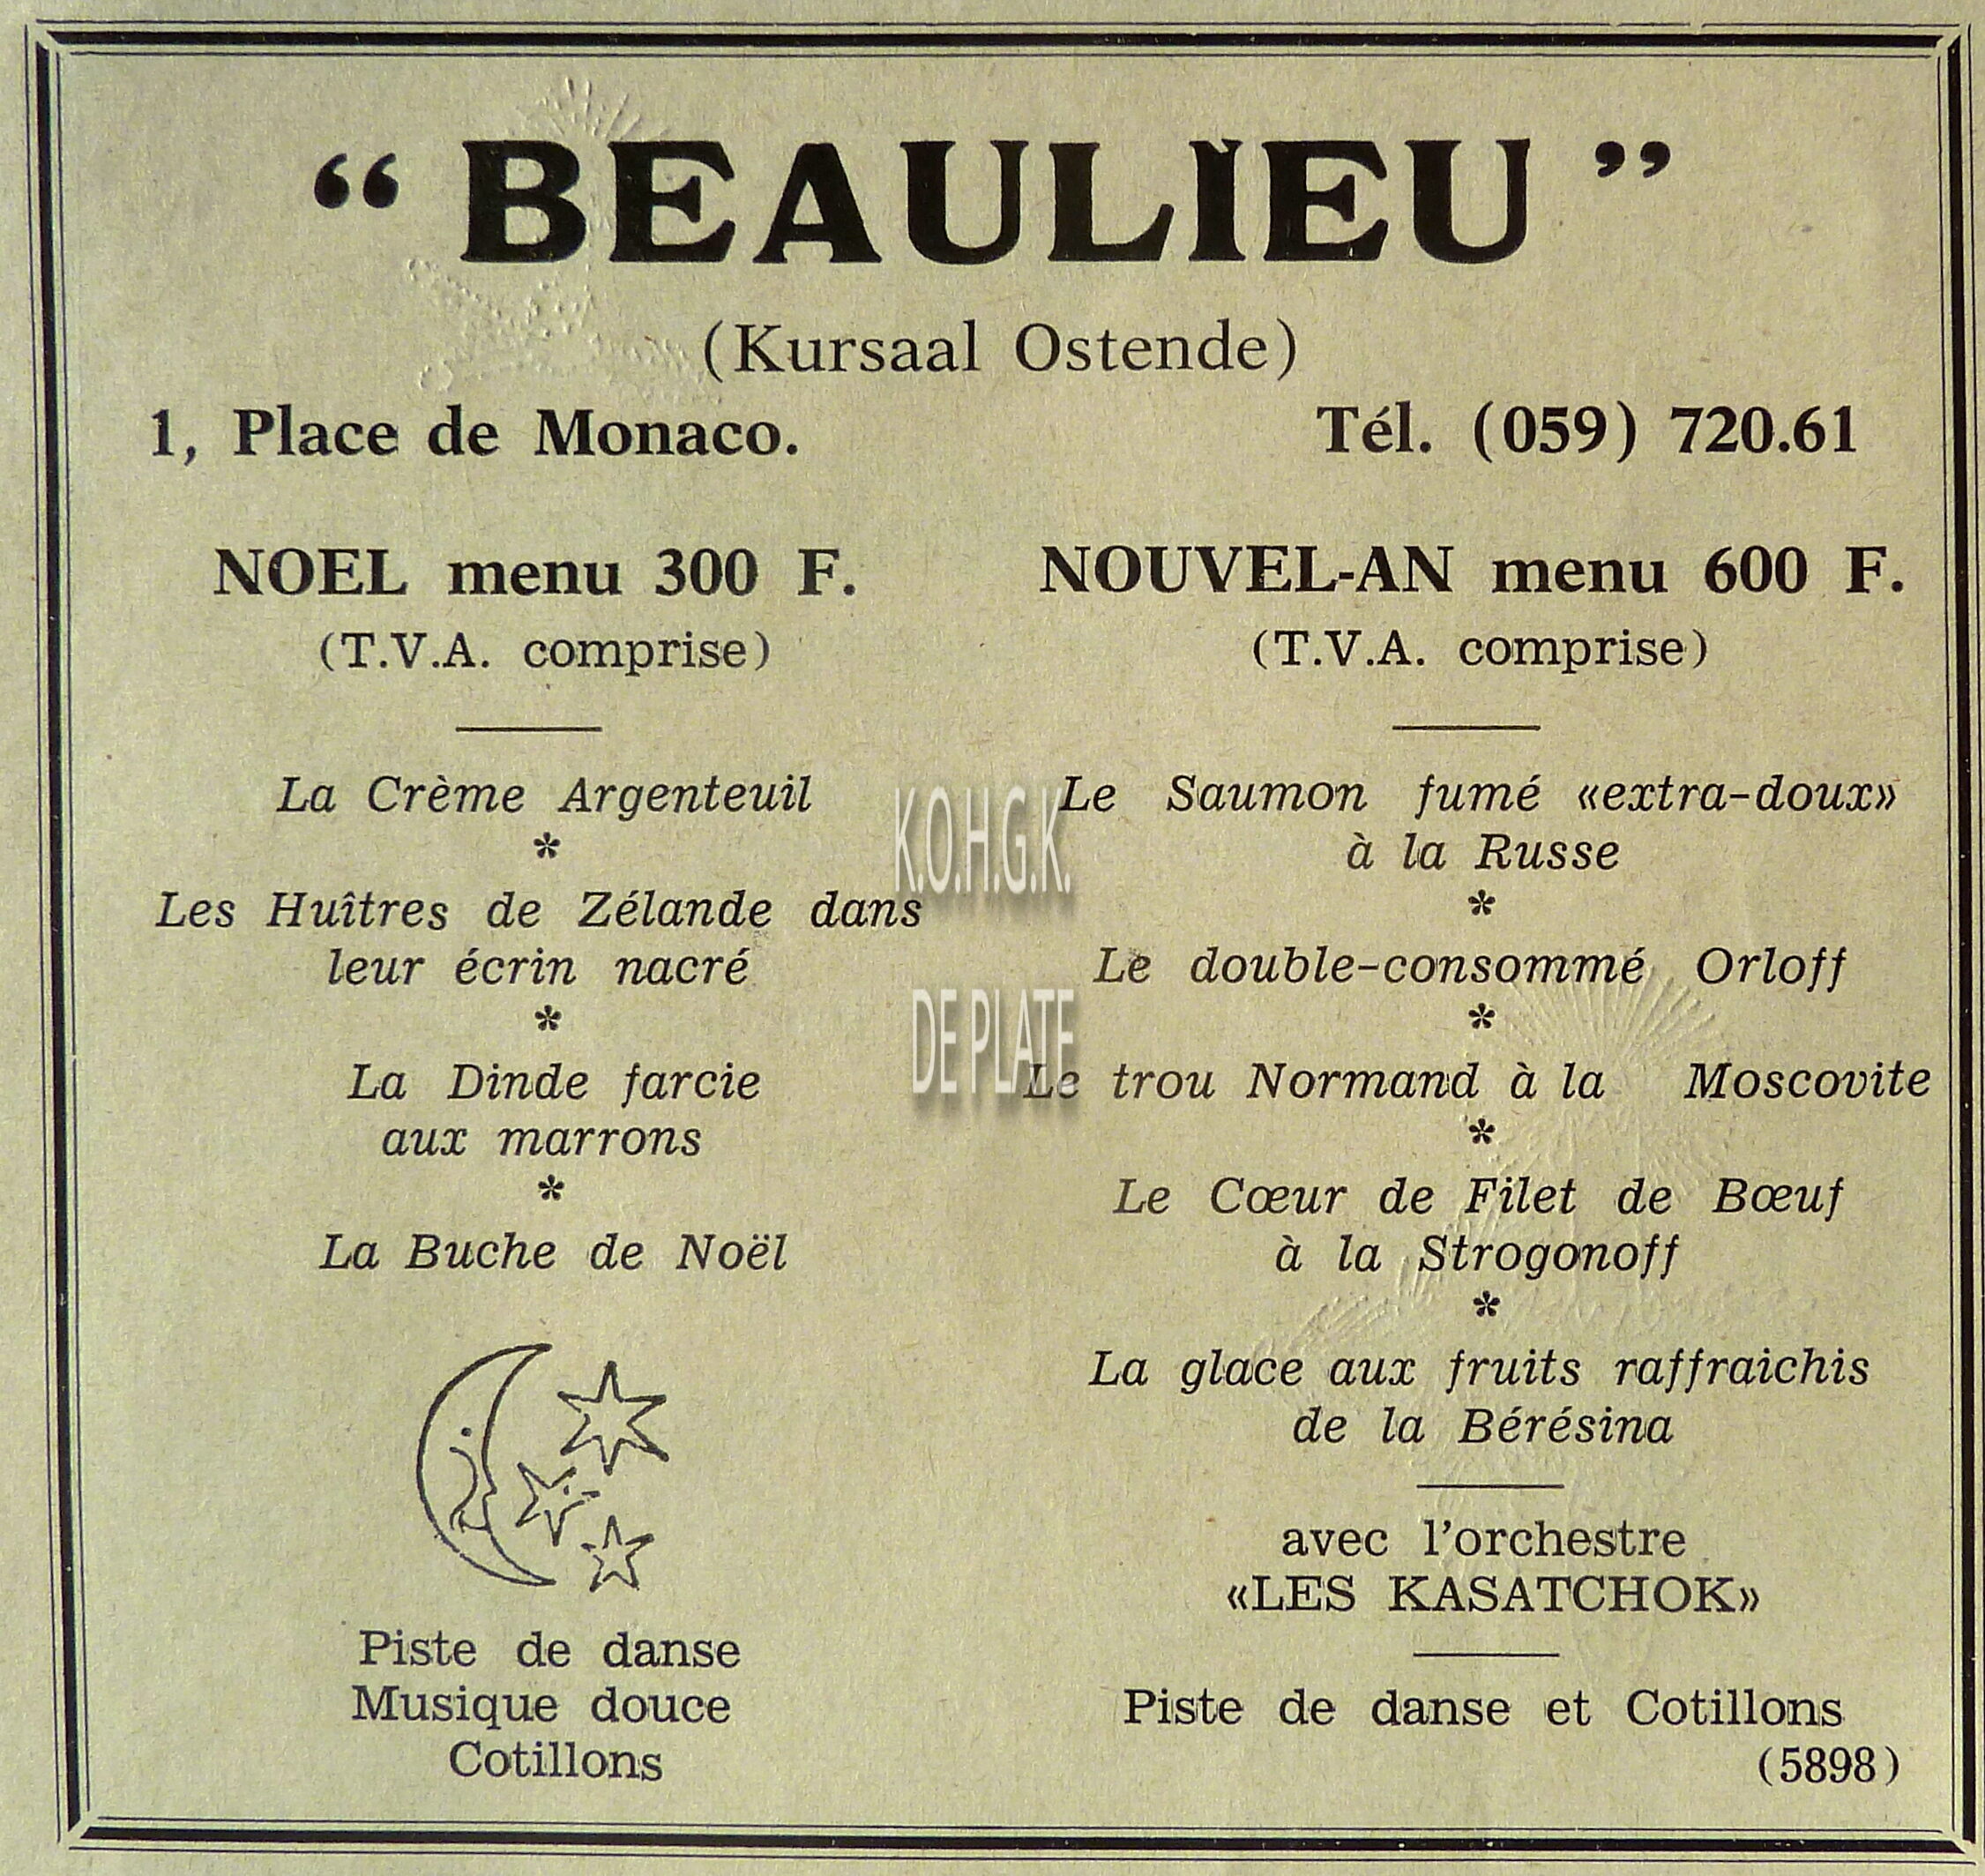 “ BEAULIEU ”
(Kursaal Ostende)
1, Place de Monaco.
Tél. (059) 720.61
NOEL menu 300 F.
(T.V.A. comprise)
La Crème Argenteuil
*
Les Huîtres de Zélande dans
leur écrin nacré
*
La Dinde farcie
aux marrons
*
La Buche de Noël
Piste de danse
Musique douce
Cotillons
NOUVEL-AN menu 600 F.
(T.V.A. comprise)
Le Saumon fumé «extra-doux»
à la Russe
*
Le double-consommé Orloff
*
Le trou Normand à la Moscovite
*
Le Cœur de Filet de Bœuf
à la Strogonoff
*
La glace aux fruits raffraichis
de la Bérésina
avec l'orchestre
«LES KASATCHOK»
Piste de danse et Cotillons
(5898)
K.O.H.G.K.
DE PLATE